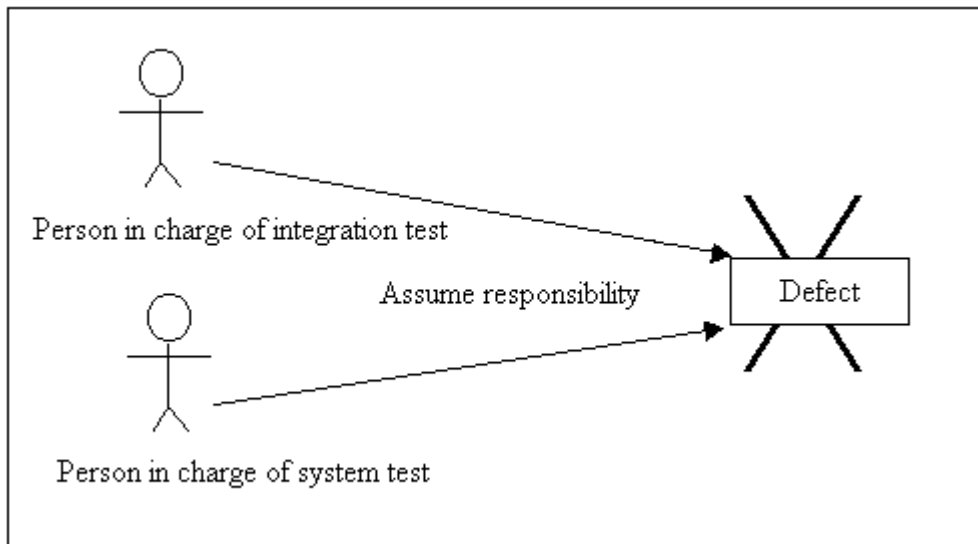 Person in charge of integration test
Assume responsibility
Defect
Person in charge of system test